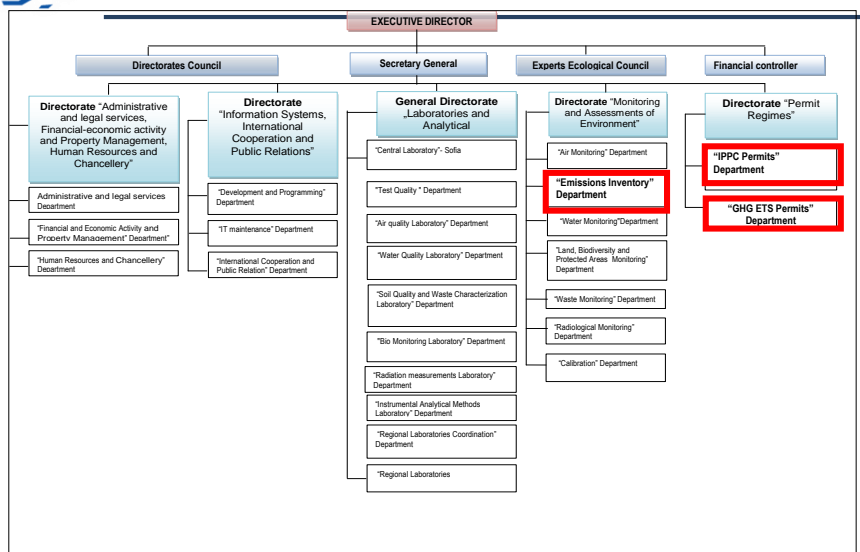 EXECUTIVE DIRECTOR
Directorates Council
Secretary General
Experts Ecological Council
Financial controller
Directorate “Administrative
and legal services,
Financial-economic activity
and Property Management,
Human Resources and
Chancellery”
Administrative and legal services
Department
“Financial and Economic Activity and
Property Management” Department”
“Human Resources and Chancellery”
Department
Directorate
“Information Systems,
International
Cooperation and
Public Relations”
“Development and Programming”
Department
“IT maintenance” Department
“International Cooperation and
Public Relation” Department
General Directorate
„Laboratories and
Analytical
“Central Laboratory”- Sofia
“Test Quality ” Department
“Air quality Laboratory” Department
“Water Quality Laboratory” Department
“Soil Quality and Waste Characterization
Laboratory” Department
“Bio Monitoring Laboratory” Department
“Radiation measurements Laboratory”
Department
“Instrumental Analytical Methods
Laboratory” Department
“Regional Laboratories Coordination”
Department
“Regional Laboratories
Directorate “Monitoring
and Assessments of
Environment”
“Air Monitoring” Department
“Emissions Inventory”
Department
“Water Monitoring”Department
“Land, Biodiversity and
Protected Areas Monitoring”
Department
“Waste Monitoring” Department
“Radiological Monitoring”
Department
“Calibration” Department
Directorate “Permit
Regimes”
“IPPC Permits”
Department
“GHG ETS Permits”
Department